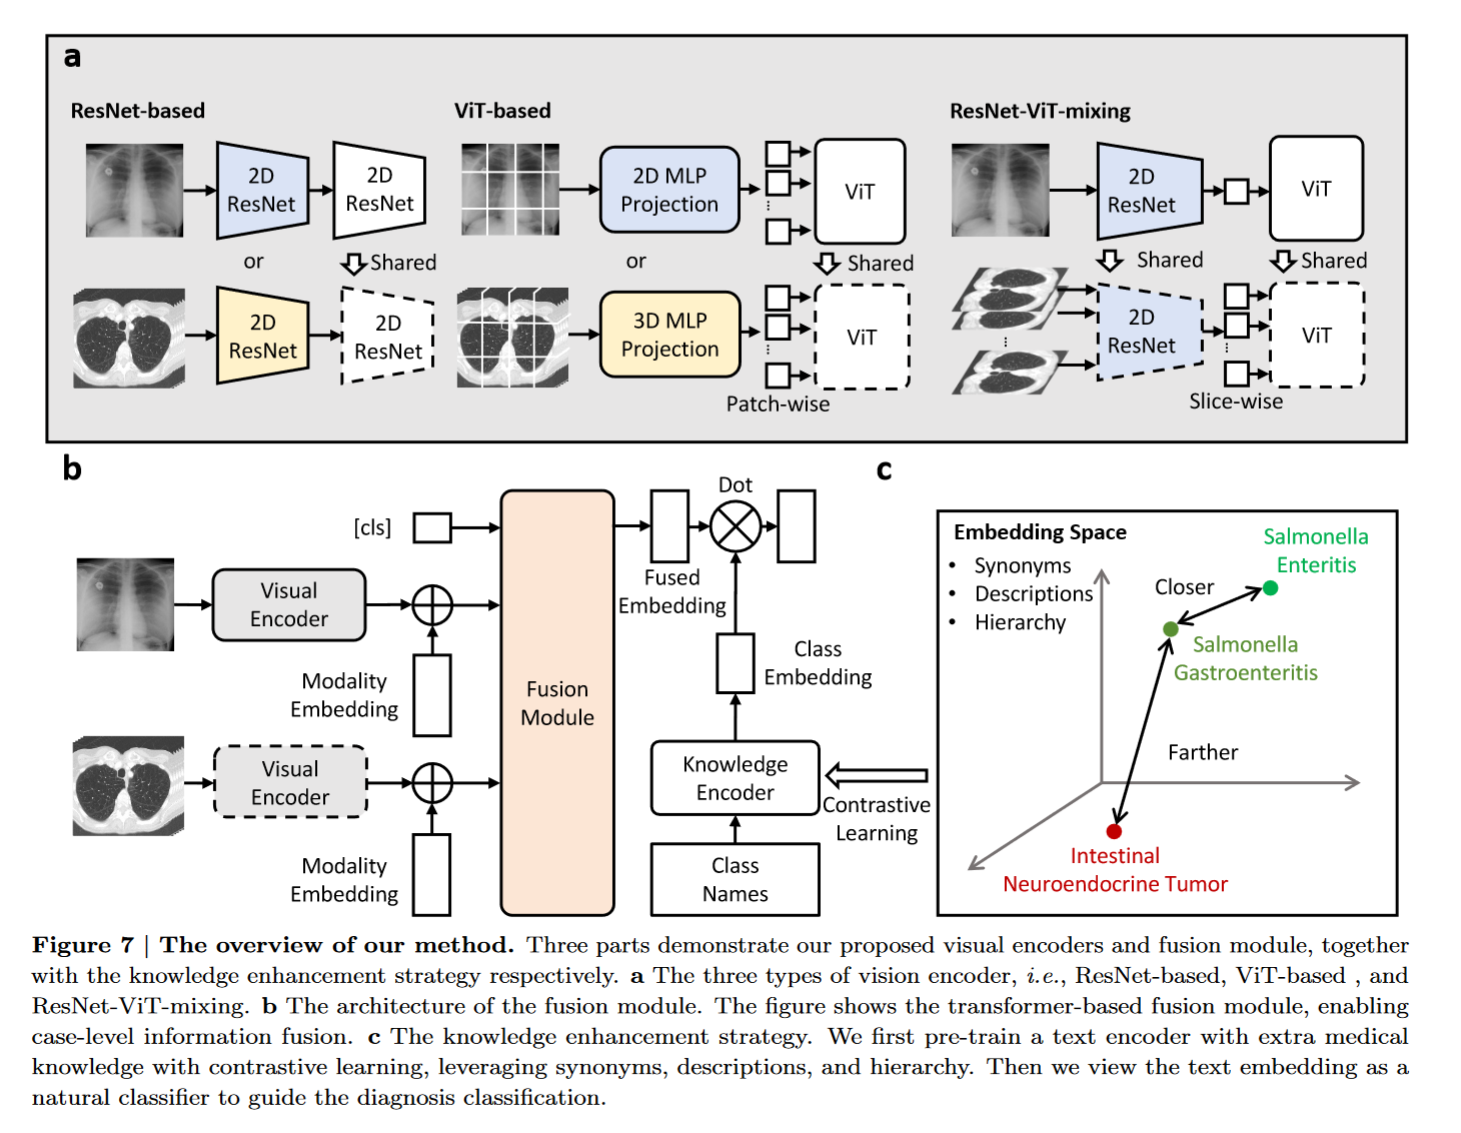 a
ResNet-based
2D
ResNet
2D
ResNet
or
Shared
2D
ResNet
2D
ResNet
ViT-based
2D MLP
Projection
ViT
or
Shared
3D MLP
Projection
ViT
Patch-wise
ResNet-ViT-mixing
2D
ResNet
ViT
Shared
Shared
2D
ResNet
ViT
Slice-wise
b
[cls]
Visual
Encoder
Modality
Embedding
Visual
Encoder
Modality
Embedding
Fusion
Module
Dot
Fused
Embedding
Class
Embedding
Knowledge
Encoder
Class
Names
Contrastive
Learning
c
Embedding Space
• Synonyms
• Descriptions
• Hierarchy
Salmonella
Enteritis
Closer
Salmonella
Gastroenteritis
Farther
Intestinal
Neuroendocrine Tumor
Figure 7 | The overview of our method. Three parts demonstrate our proposed visual encoders and fusion module, together
with the knowledge enhancement strategy respectively. a The three types of vision encoder, i.e., ResNet-based, ViT-based , and
ResNet-ViT-mixing. b The architecture of the fusion module. The figure shows the transformer-based fusion module, enabling
case-level information fusion. c The knowledge enhancement strategy. We first pre-train a text encoder with extra medical
knowledge with contrastive learning, leveraging synonyms, descriptions, and hierarchy. Then we view the text embedding as a
natural classifier to guide the diagnosis classification.